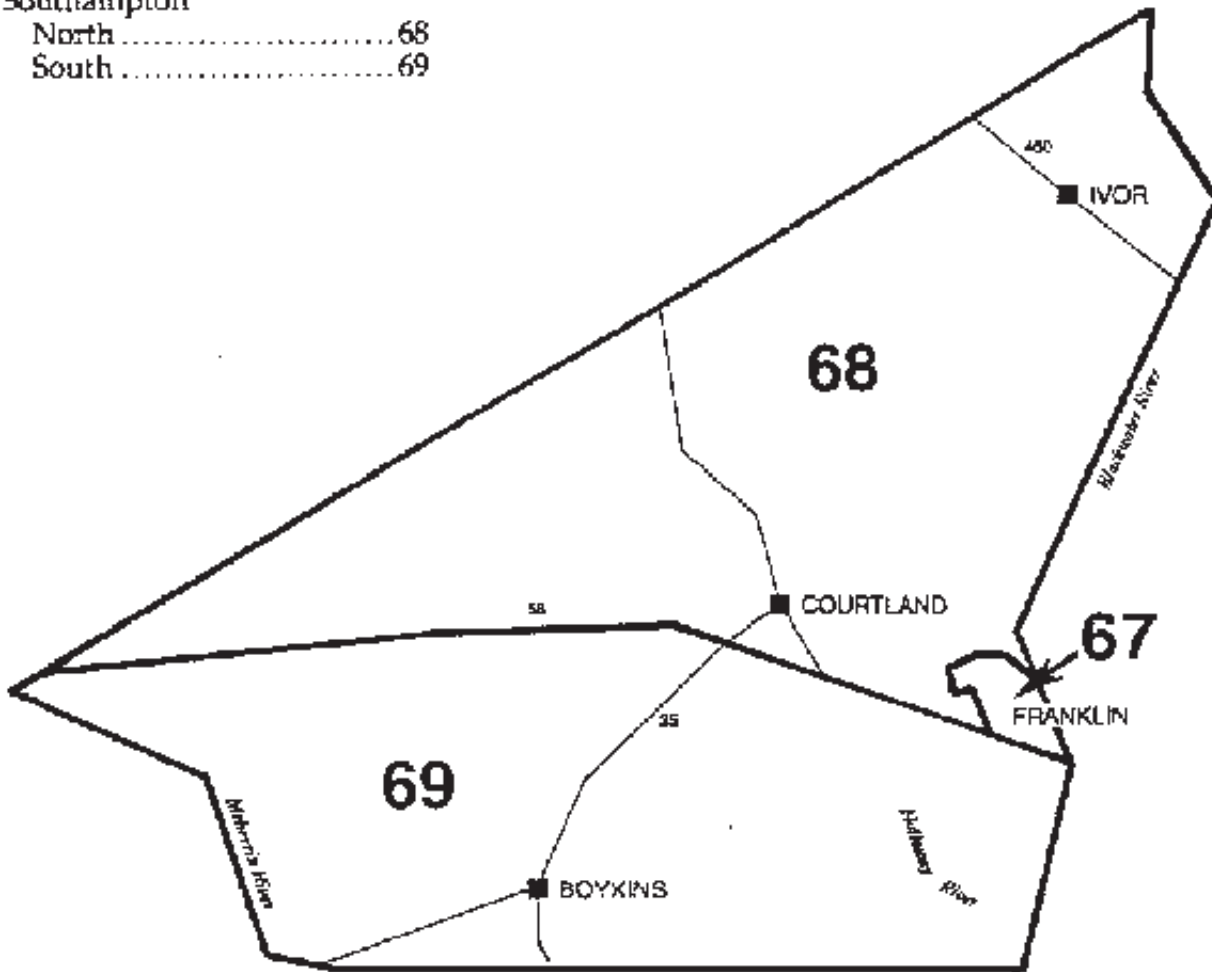 Southampton
North ........................ 68
South ........................ 69
460
IVOR
68
Blackwater River
58
COURTLAND
67
FRANKLIN
35
69
Meherrin River
River
BOYKINS